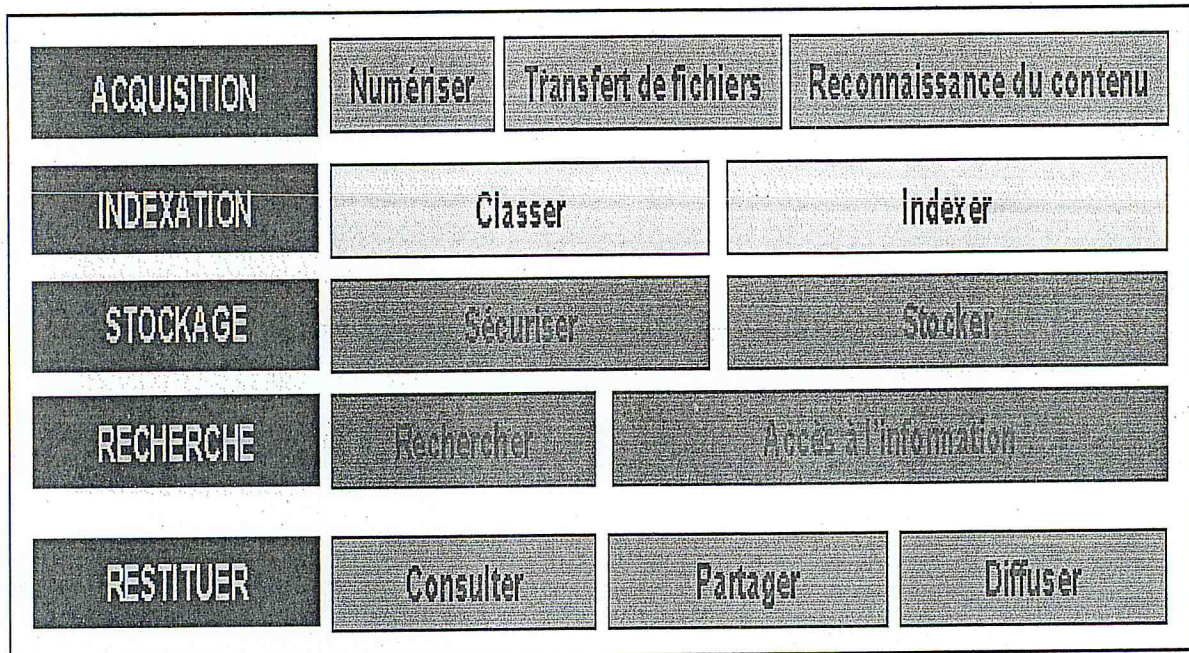 ACQUISITION Numériser Transfert de fichiers Reconnaissance du contenu
INDEXATION Classer Indexer
STOCKAGE Sécuriser Stocker
RECHERCHE Rechercher Accès à l'information
RESTITUER Consulter Partager Diffuser